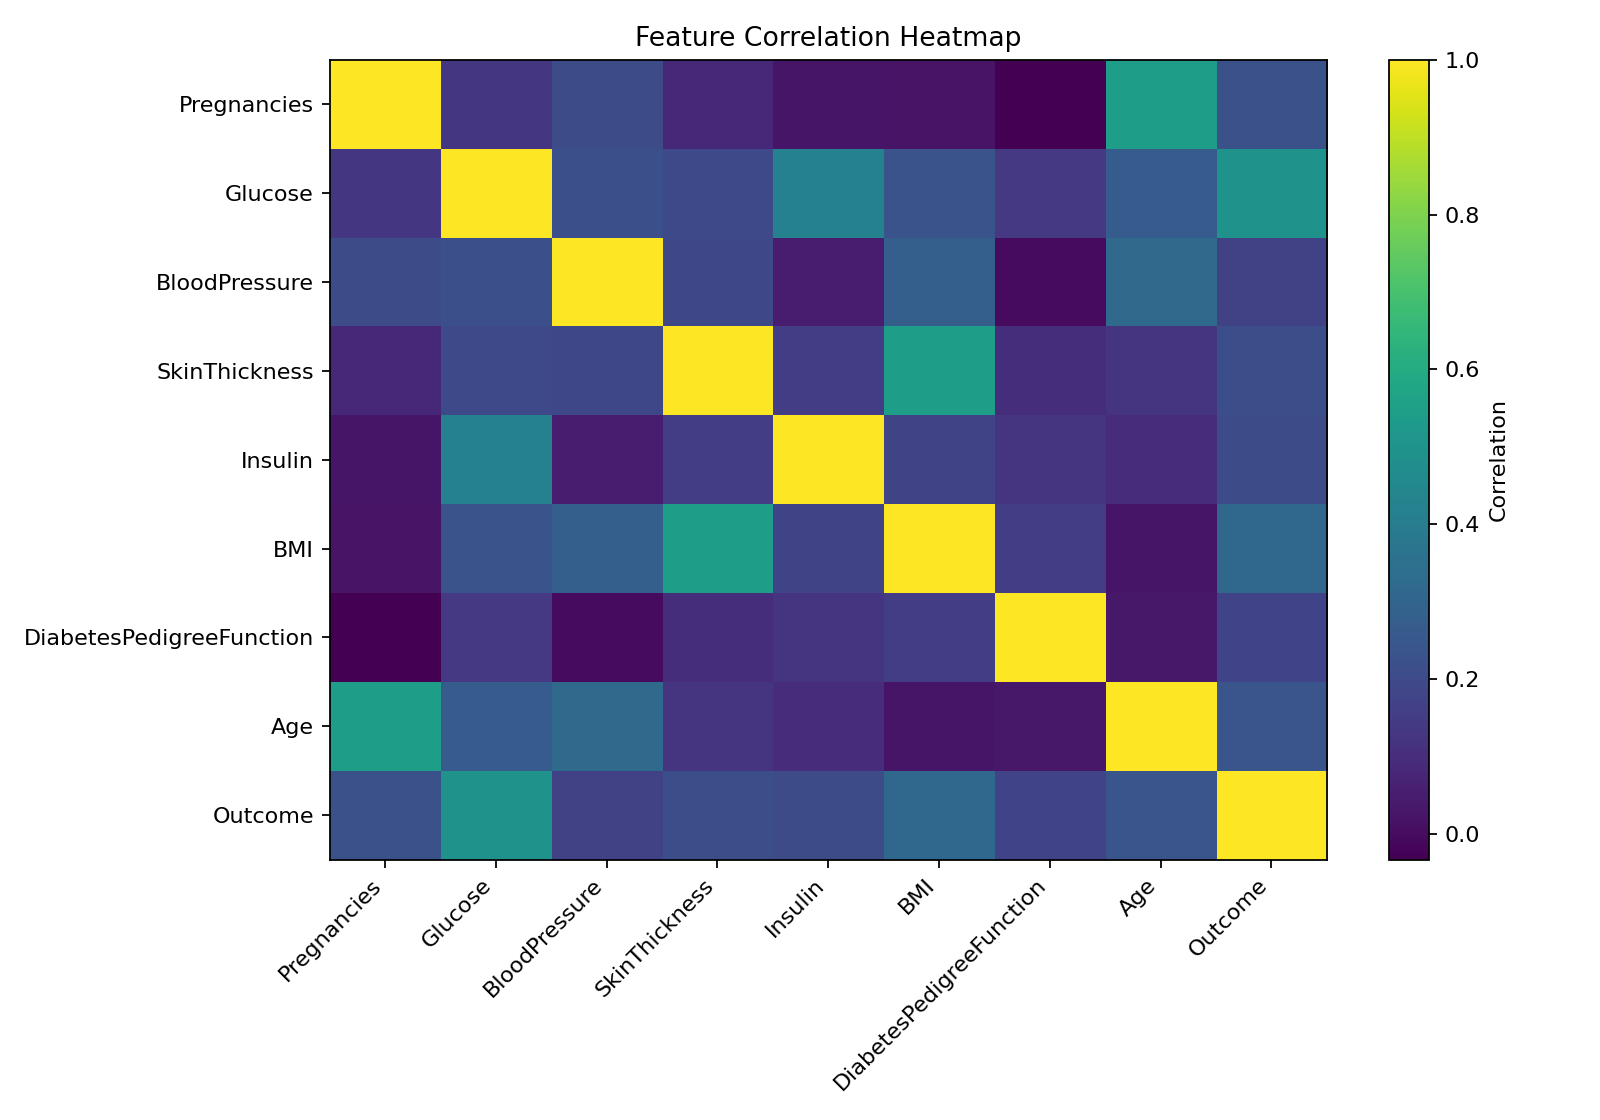 Feature Correlation Heatmap
Pregnancies
Glucose
BloodPressure
SkinThickness
Insulin
BMI
DiabetesPedigreeFunction
Age
Outcome
Pregnancies
Glucose
BloodPressure
SkinThickness
Insulin
BMI
DiabetesPedigreeFunction
Age
Outcome
1.0
0.8
0.6
0.4
0.2
0.0
Correlation